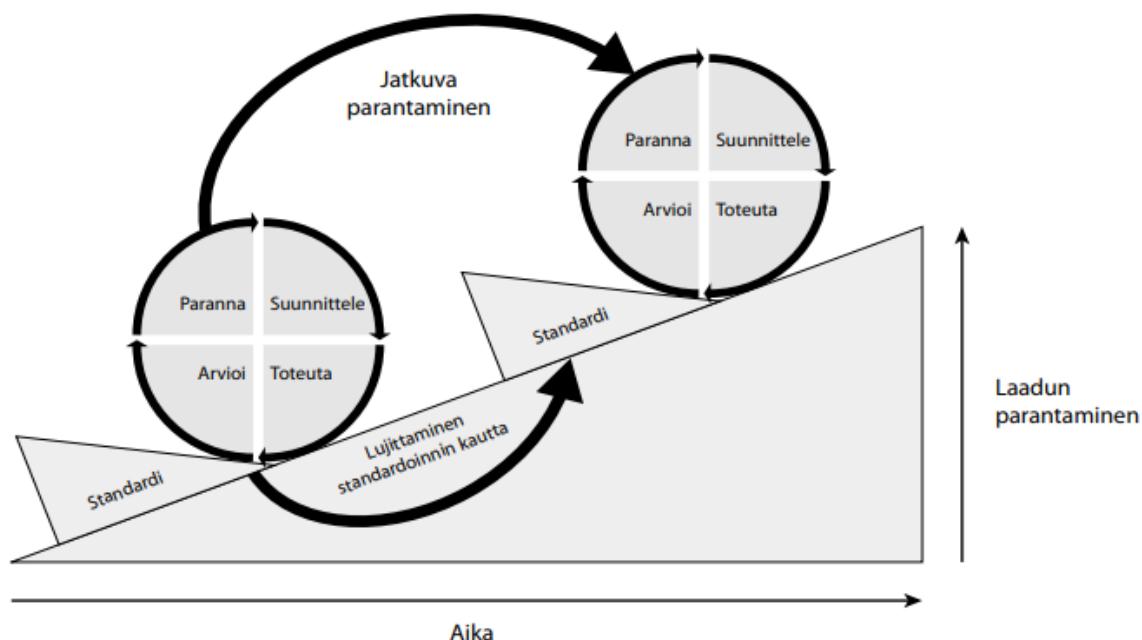 Jatkuva
parantaminen
Paranna
Suunnittele
Arvioi
Toteuta
Paranna
Suunnittele
Arvioi
Toteuta
Standardi
Standardi
Lujittaminen
standardoinnin kautta
Laadun
parantaminen
Aika